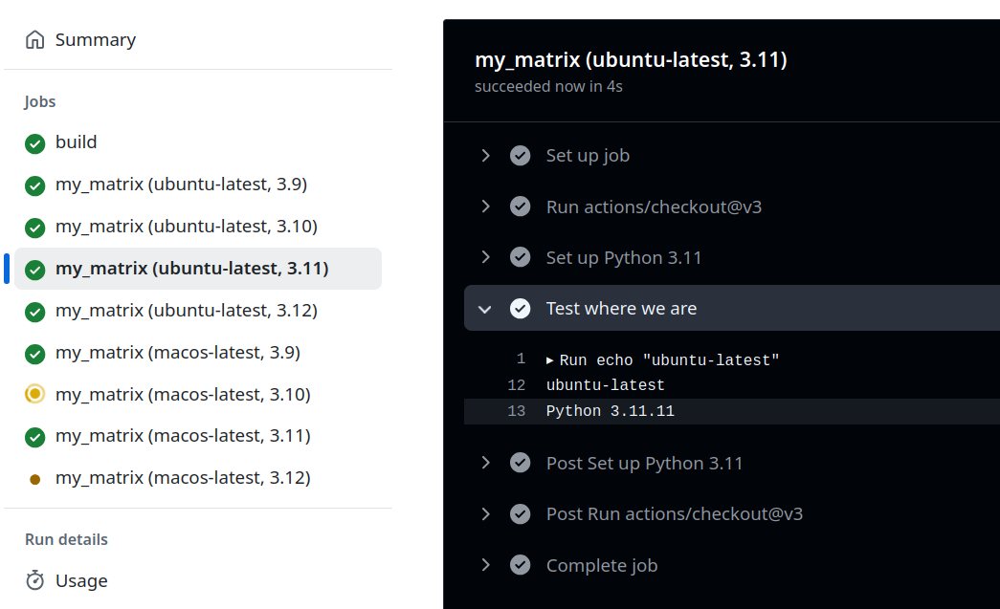 Summary
Jobs
build
my_matrix (ubuntu-latest, 3.9)
my_matrix (ubuntu-latest, 3.10)
my_matrix (ubuntu-latest, 3.11)
my_matrix (ubuntu-latest, 3.12)
my_matrix (macos-latest, 3.9)
my_matrix (macos-latest, 3.10)
my_matrix (macos-latest, 3.11)
my_matrix (macos-latest, 3.12)
Run details
Usage
my_matrix (ubuntu-latest, 3.11)
succeeded now in 4s
Set up job
Run actions/checkout@v3
Set up Python 3.11
Test where we are
1 ▶ Run echo "ubuntu-latest"
12 ubuntu-latest
13 Python 3.11.11
Post Set up Python 3.11
Post Run actions/checkout@v3
Complete job